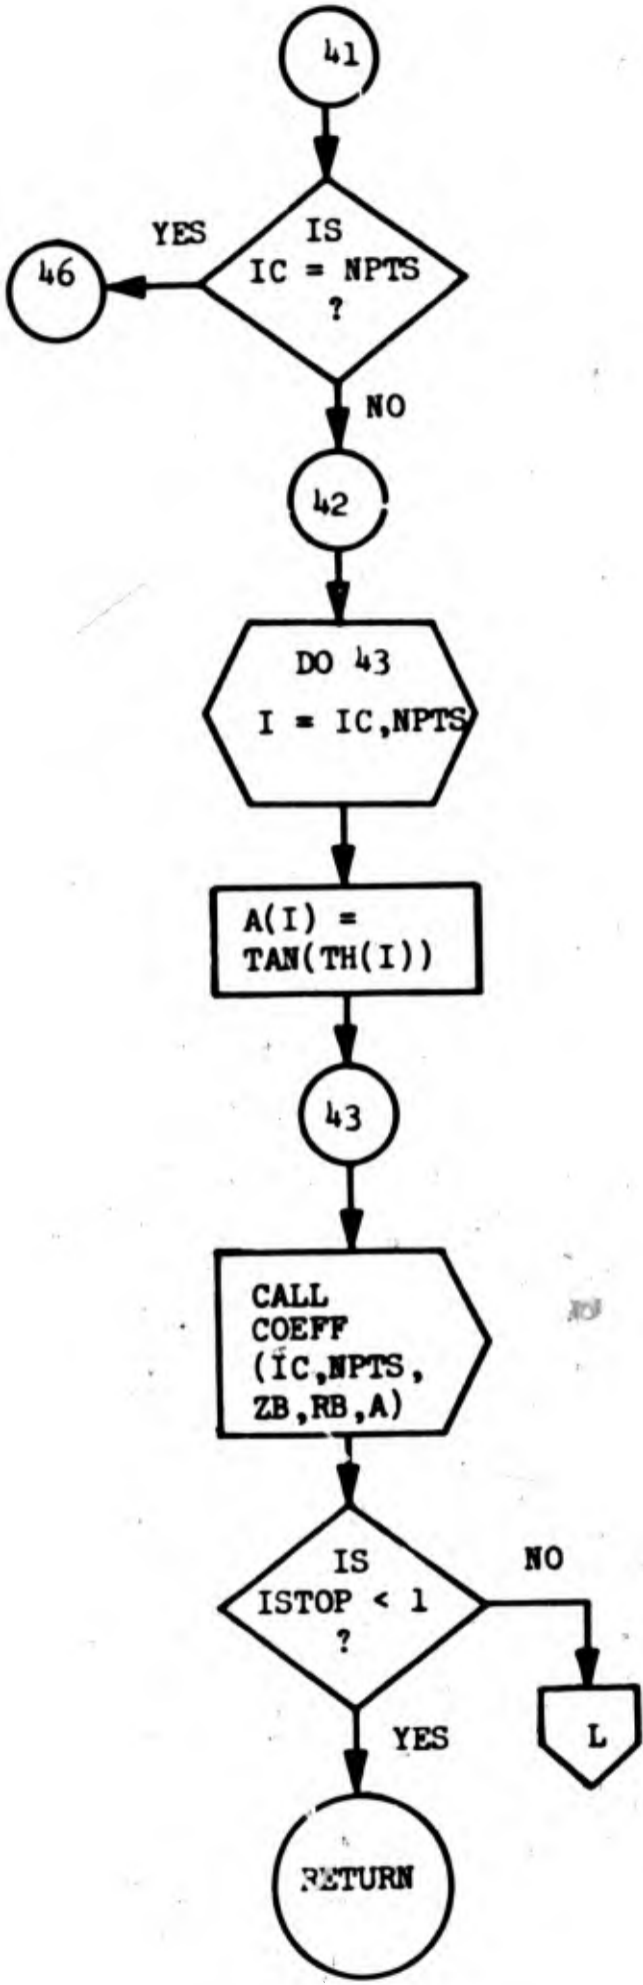 41
YES
IS
IC = NPTS
?
46
NO
42
DO 43
I = IC,NPTS
A(I) =
TAN(TH(I))
43
CALL
COEFF
(IC,NPTS,
ZB,RB,A)
IS
ISTOP < 1
?
NO
L
YES
RETURN